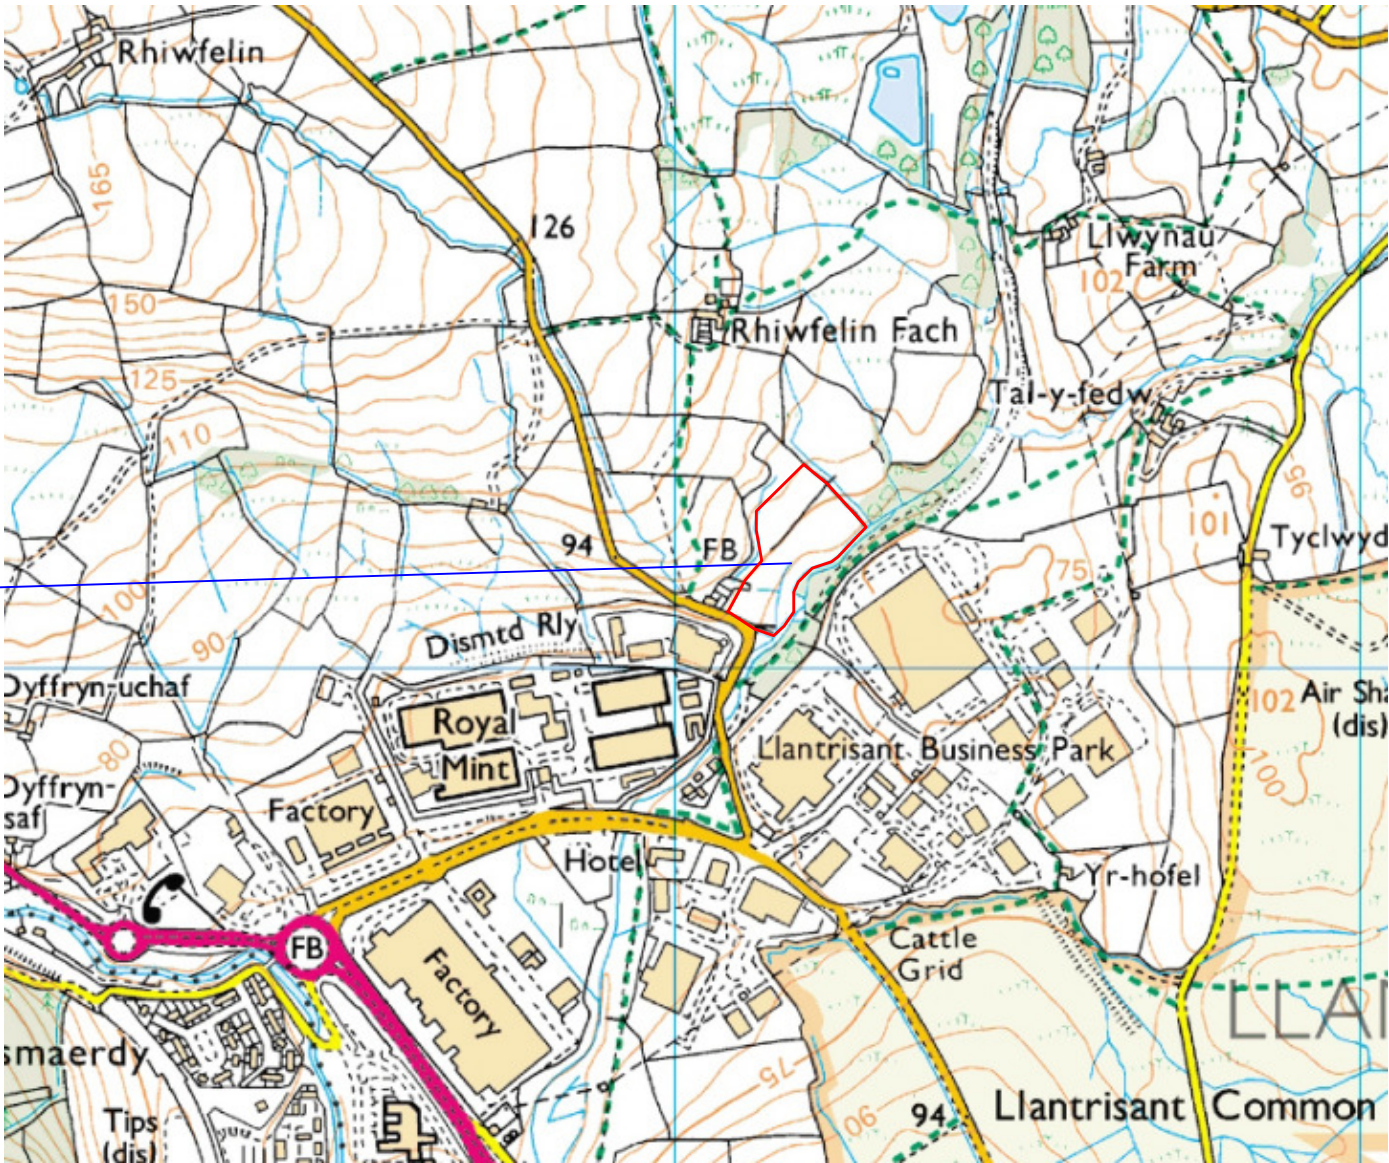 Rhiwfelin
165
126
Llwynau
Farm
102
150
Rhiwfelin Fach
125
Tal-y-fedw
110
95
101
94
FB
Tyclwyd
75
100
Dismtd Rly
90
Dyffryn-uchaf
102
Air Sha
(dis)
Royal
Mint
Llantrisant Business Park
80
100
Dyffryn-
saf
Factory
Hotel
Yr-hofel
FB
Cattle
Grid
Factory
LLAN
smaerdy
75
Tips
(dis)
90
94
Llantrisant Common